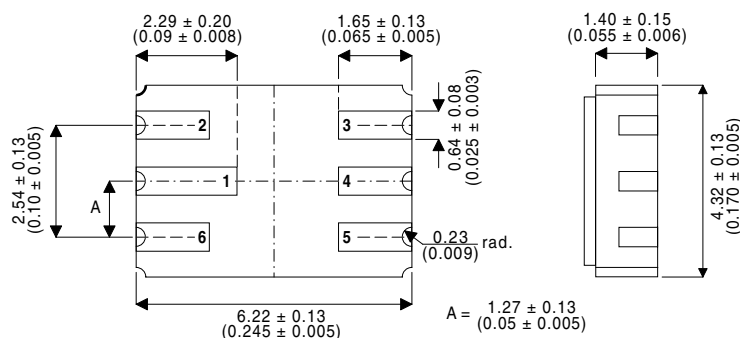 2.29 ± 0.20
(0.09 ± 0.008)
1.65 ± 0.13
(0.065 ± 0.005)
1.40 ± 0.15
(0.055 ± 0.006)
2
3
0.64 ± 0.08
(0.025 ± 0.003)
2.54 ± 0.13
(0.10 ± 0.005)
A
1
4
4.32 ± 0.13
(0.170 ± 0.005)
6
5
0.23
(0.009)
rad.
6.22 ± 0.13
(0.245 ± 0.005)
A = 1.27 ± 0.13
(0.05 ± 0.005)